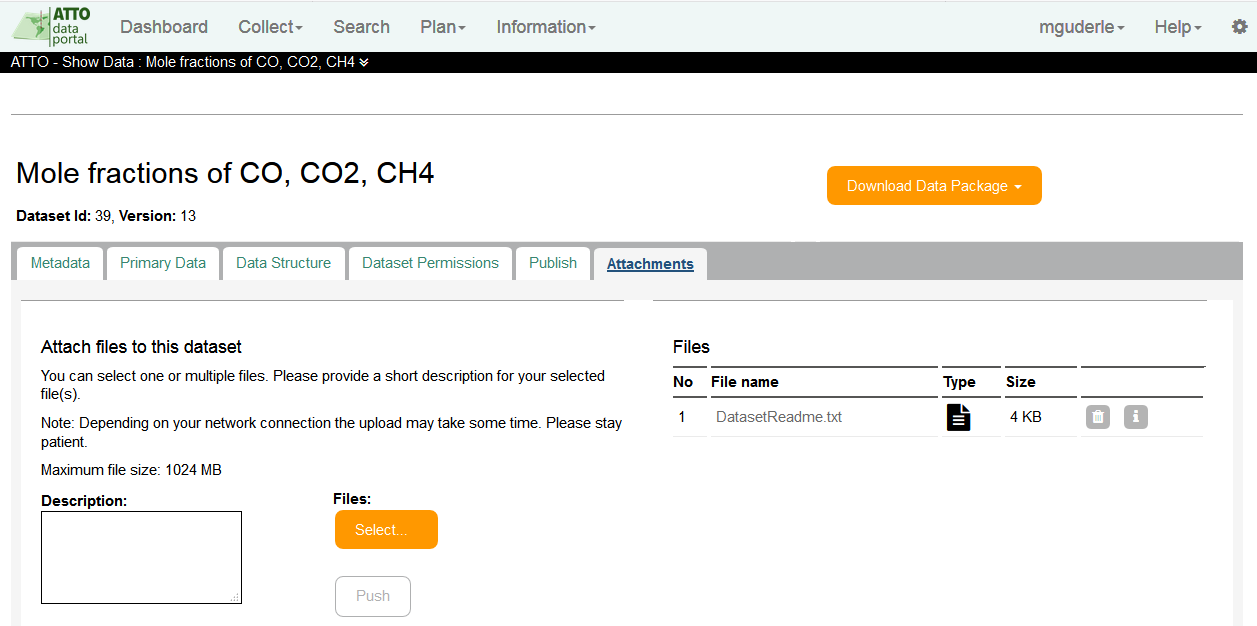 ATTO
data
portal
Dashboard Collect Search Plan Information mguderle Help
ATTO - Show Data : Mole fractions of CO, CO2, CH4
Mole fractions of CO, CO2, CH4
Download Data Package
Dataset Id: 39, Version: 13
Metadata Primary Data Data Structure Dataset Permissions Publish Attachments
Attach files to this dataset
You can select one or multiple files. Please provide a short description for your selected
file(s).
Note: Depending on your network connection the upload may take some time. Please stay
patient.
Maximum file size: 1024 MB
Description:
Files:
Select...
Push
Files
No File name Type Size
1 DatasetReadme.txt 4 KB